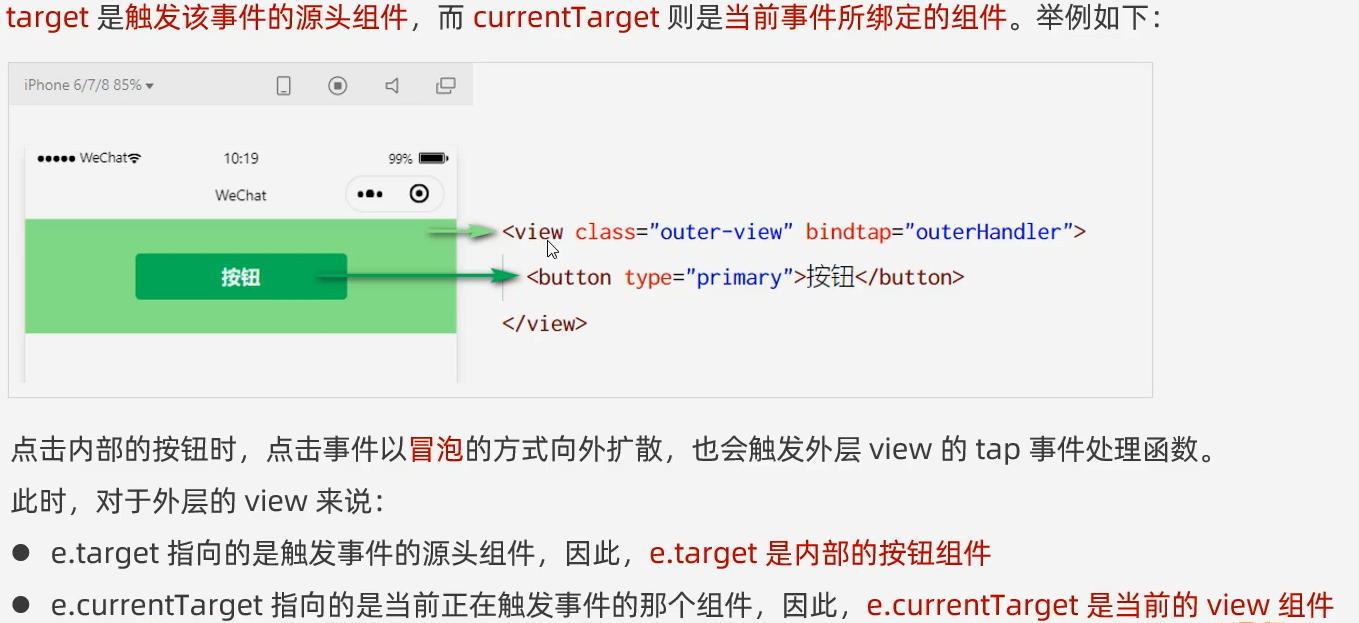 target 是触发该事件的源头组件，而 currentTarget 则是当前事件所绑定的组件。举例如下：
iPhone 6/7/8 85%
WeChat 10:19 99%
WeChat
<view class="outer-view" bindtap="outerHandler">
按钮 <button type="primary">按钮</button>
</view>
点击内部的按钮时，点击事件以冒泡的方式向外扩散，也会触发外层 view 的 tap 事件处理函数。
此时，对于外层的 view 来说：
● e.target 指向的是触发事件的源头组件，因此，e.target 是内部的按钮组件
● e.currentTarget 指向的是当前正在触发事件的那个组件，因此，e.currentTarget 是当前的 view 组件